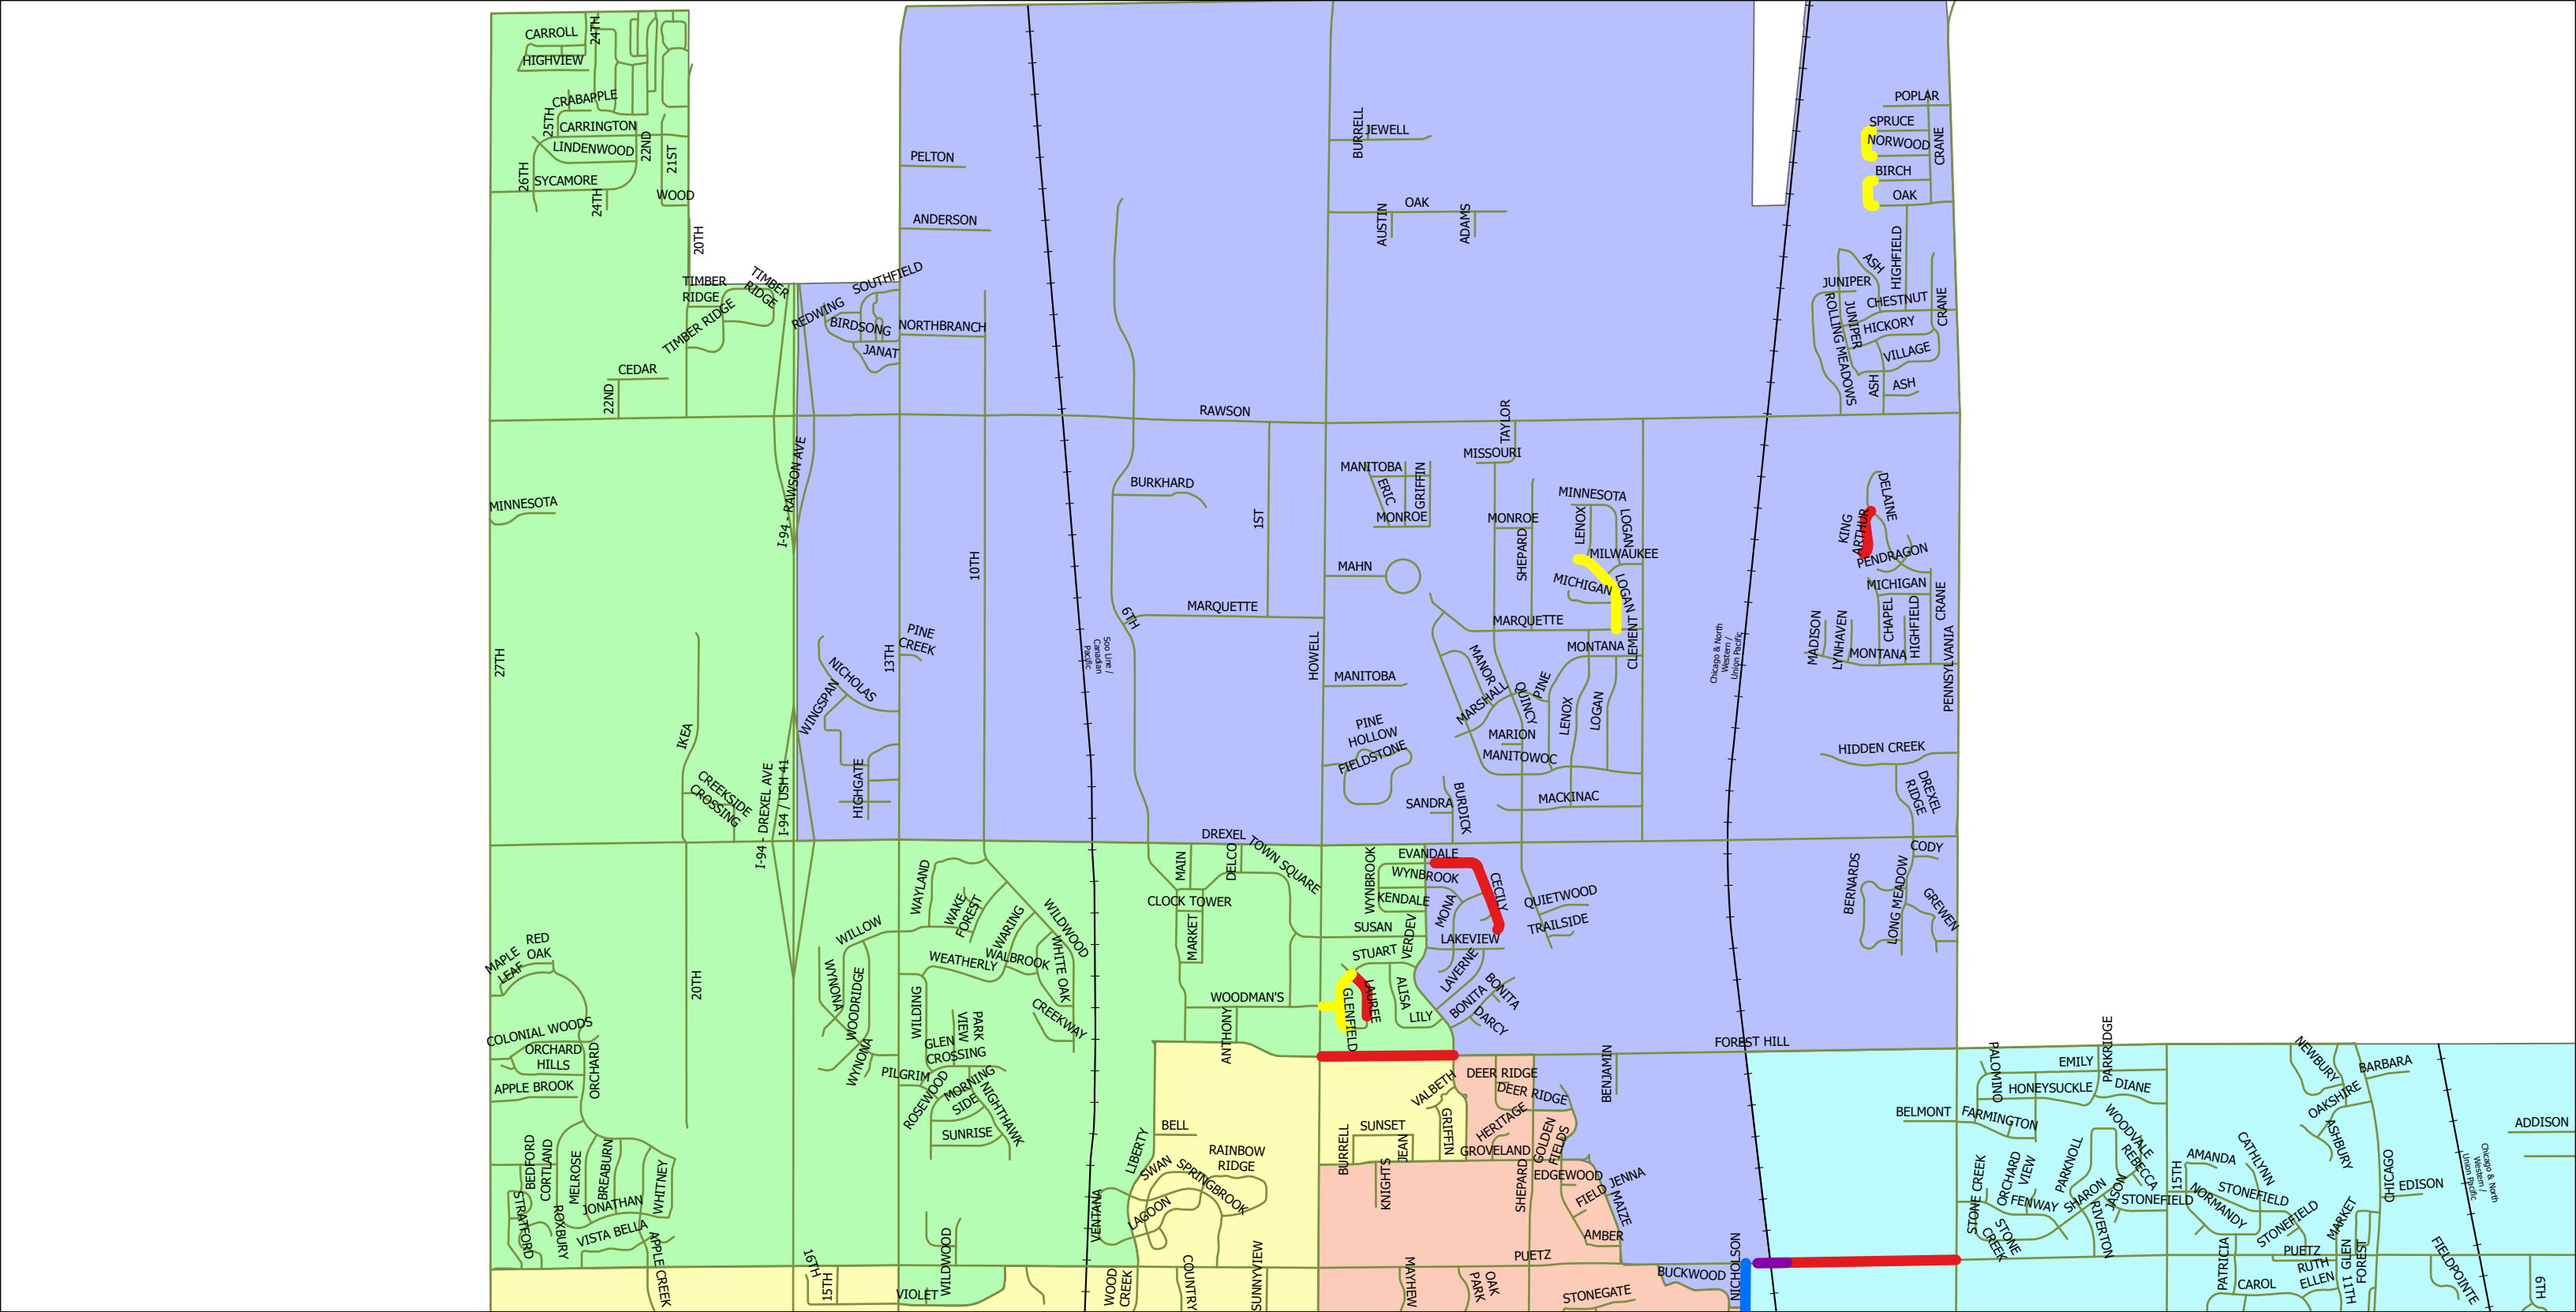 CARROLL
24TH
HIGHVIEW
CRABAPPLE
25TH
CARRINGTON
LINDENWOOD
22ND
21ST
26TH
SYCAMORE
24TH
WOOD
20TH
TIMBER
RIDGE
TIMBER
RIDGE
TIMBER RIDGE
CEDAR
22ND
PELTON
ANDERSON
SOUTHFIELD
REDWING
BIRDSONG
NORTHBRANCH
JANAT
BURRELL
JEWELL
OAK
AUSTIN
ADAMS
POPLAR
SPRUCE
NORWOOD
CRANE
BIRCH
OAK
HIGHFIELD
ASH
JUNIPER
CHESTNUT
CRANE
JUNIPER
HICKORY
ROLLING MEADOWS
VILLAGE
ASH
ASH
RAWSON
TAYLOR
MISSOURI
I-94 - RAWSON AVE
MINNESOTA
BURKHARD
1ST
10TH
MANITOBA
ERIC
GRIFFIN
MONROE
MONROE
SHEPARD
MINNESOTA
LENOX
LOGAN
MILWAUKEE
MICHIGAN
LOGAN
MAHN
MARQUETTE
6TH
MARQUETTE
MONTANA
CLEMENT
DELAINE
KING
ARTHUR
PENDRAGON
MICHIGAN
CRANE
CHAPEL
HIGHFIELD
MADISON
LYNHAVEN
MONTANA
PENNSYLVANIA
Chicago & North
Western /
Union Pacific
Soo Line /
Canadian
Pacific
PINE
CREEK
13TH
27TH
NICHOLAS
WINGSPAN
HOWELL
MANITOBA
MANOR
MARSHALL
QUINCY
PINE
LENOX
LOGAN
MARION
MANITOWOC
PINE
HOLLOW
FIELDSTONE
IKEA
CREEKSIDE
CROSSING
I-94 - DREXEL AVE
I-94 / USH 41
HIGHGATE
SANDRA
BURDICK
MACKINAC
HIDDEN CREEK
DREXEL
RIDGE
DREXEL
TOWN SQUARE
MAIN
DELCO
CLOCK TOWER
MARKET
EVANDALE
WYNBROOK
WYNBROOK
KENDALE
CECILY
MONA
SUSAN
VERDEV
LAKEVIEW
QUIETWOOD
TRAILSIDE
STUART
LAVERNE
BONITA
BONITA
DARCY
ALISA
LILY
LAUREE
GLENFIELD
CODY
BERNARDS
LONG MEADOW
GREWEN
WAYLAND
WAKE
FOREST
WARING
WILDWOOD
WILLOW
WEATHERLY
WALBROOK
WHITE OAK
WYNONA
WOODRIDGE
WILDING
PARK
VIEW
CREEKWAY
WYNONA
GLEN
CROSSING
PILGRIM
ROSEWOOD
MORNING
SIDE
NIGHTHAWK
SUNRISE
20TH
RED
OAK
MAPLE
LEAF
COLONIAL WOODS
ORCHARD
HILLS
APPLE BROOK
ORCHARD
BEDFORD
CORTLAND
MELROSE
BREABURN
WHITNEY
STRATFORD
ROXBURY
JONATHAN
VISTA BELLA
APPLE CREEK
16TH
15TH
WILDWOOD
VIOLET
WOODMAN'S
ANTHONY
BELL
LIBERTY
SWAN
SPRINGBROOK
RAINBOW
RIDGE
LAGOON
VENTANA
WOOD
CREEK
COUNTRY
SUNNYVIEW
FOREST HILL
VALBETH
SUNSET
BURRELL
JEAN
GRIFFIN
KNIGHTS
DEER RIDGE
DEER RIDGE
HERITAGE
GROVELAND
GOLDEN
FIELDS
BENJAMIN
SHEPARD
EDGEWOOD
FIELD
JENNA
MAIZE
AMBER
PUETZ
MAYHEW
OAK
PARK
STONEGATE
BUCKWOOD
NICHOLSON
BELMONT
PALOMINO
EMILY
PARKRIDGE
HONEYSUCKLE
DIANE
FARMINGTON
WOODVALE
REBECCA
PARKNOLL
STONE CREEK
ORCHARD
VIEW
FENWAY
SHARON
JASON
RIVERTON
STONE
CREEK
STONEFIELD
15TH
AMANDA
CATHLYNN
STONEFIELD
NORMANDY
STONEFIELD
PATRICIA
NEWBURY
BARBARA
OAKSHIRE
ASHBURY
CHICAGO
EDISON
MARKET
PUETZ
RUTH
ELLEN
CAROL
GLEN
FOREST
11TH
ADDISON
Chicago & North
Western /
Union Pacific
FIELDPOINTE
6TH